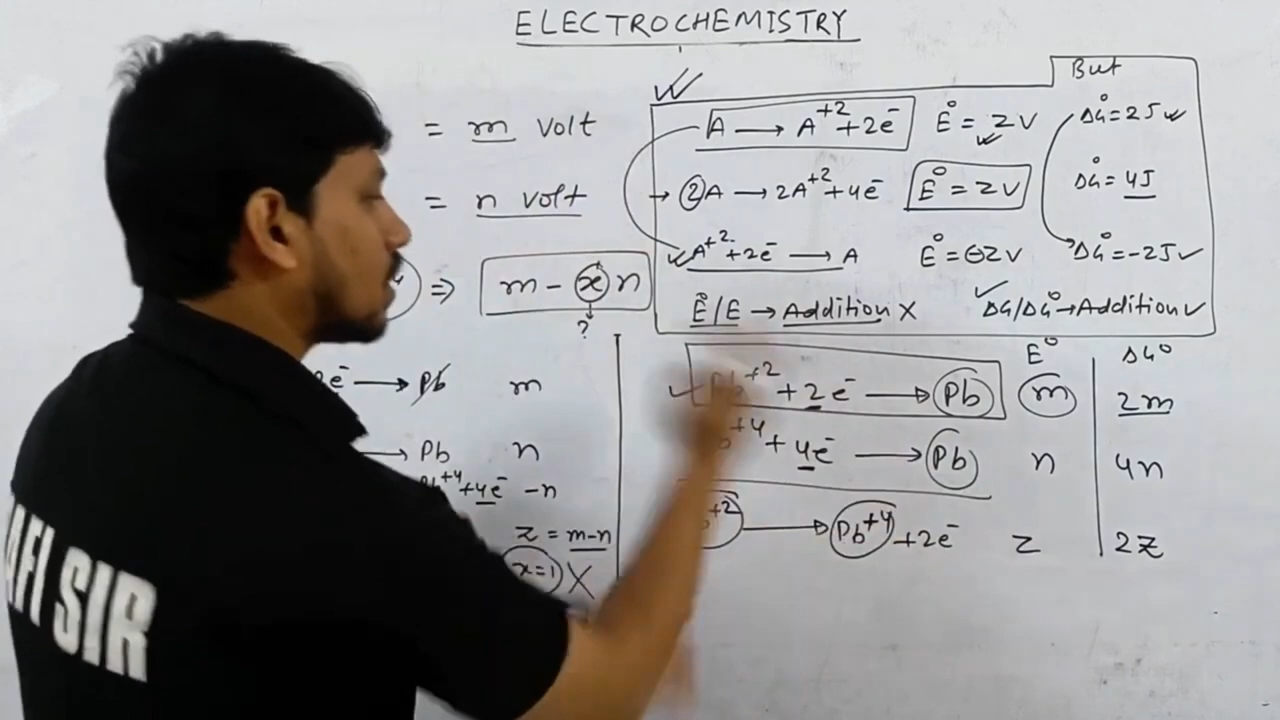 ELECTROCHEMISTRY
= m volt
= n volt
⇒ m - x n
?
e⁻ → Pb m
→ Pb n
Pb⁺⁴ + 4e⁻ -n
z = m-n
x=1 X
But
A → A⁺² + 2e⁻ E° = 2V ΔG° = 2J ✓
→ 2A → 2A⁺² + 4e⁻ E° = 2V ΔG° = 4J
A⁺² + 2e⁻ → A E° = -2V ΔG° = -2J ✓
E°/E → Addition X ΔG/ΔG° → Addition ✓
E° ΔG°
Pb⁺² + 2e⁻ → Pb m 2m
⁺⁴ + 4e⁻ → Pb n 4n
⁺² → Pb⁺⁴ + 2e⁻ z 2z
AFI SIR